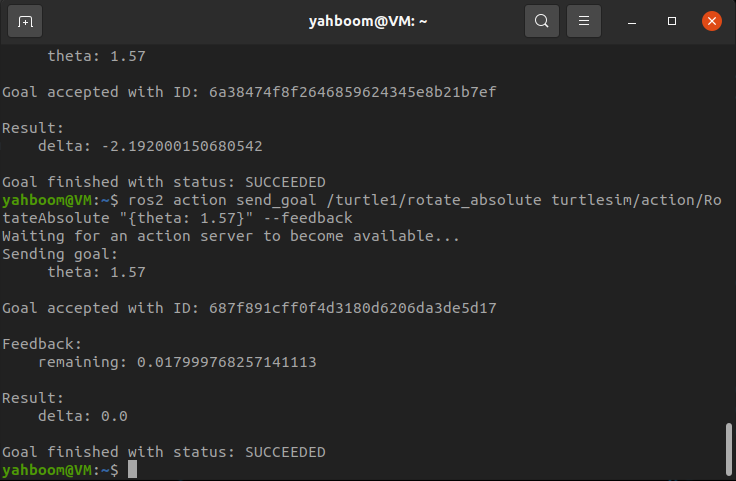 yahboom@VM: ~
theta: 1.57
Goal accepted with ID: 6a38474f8f2646859624345e8b21b7ef
Result:
delta: -2.192000150680542
Goal finished with status: SUCCEEDED
yahboom@VM:~$ ros2 action send_goal /turtle1/rotate_absolute turtlesim/action/Ro
tateAbsolute "{theta: 1.57}" --feedback
Waiting for an action server to become available...
Sending goal:
theta: 1.57
Goal accepted with ID: 687f891cff0f4d3180d6206da3de5d17
Feedback:
remaining: 0.017999768257141113
Result:
delta: 0.0
Goal finished with status: SUCCEEDED
yahboom@VM:~$